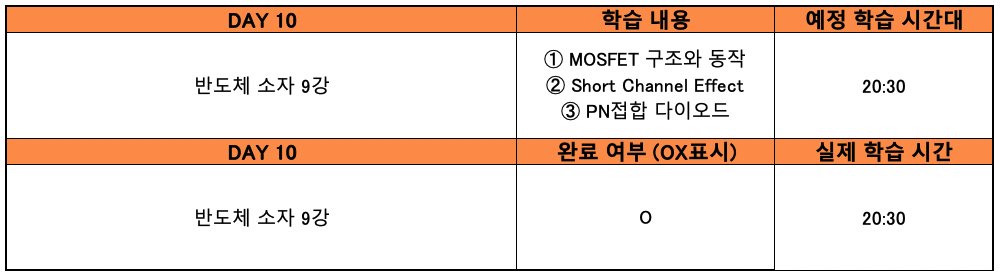 DAY 10 학습 내용 예정 학습 시간대
반도체 소자 9강
① MOSFET 구조와 동작
② Short Channel Effect
③ PN접합 다이오드
20:30
DAY 10 완료 여부 (OX표시) 실제 학습 시간
반도체 소자 9강 O 20:30